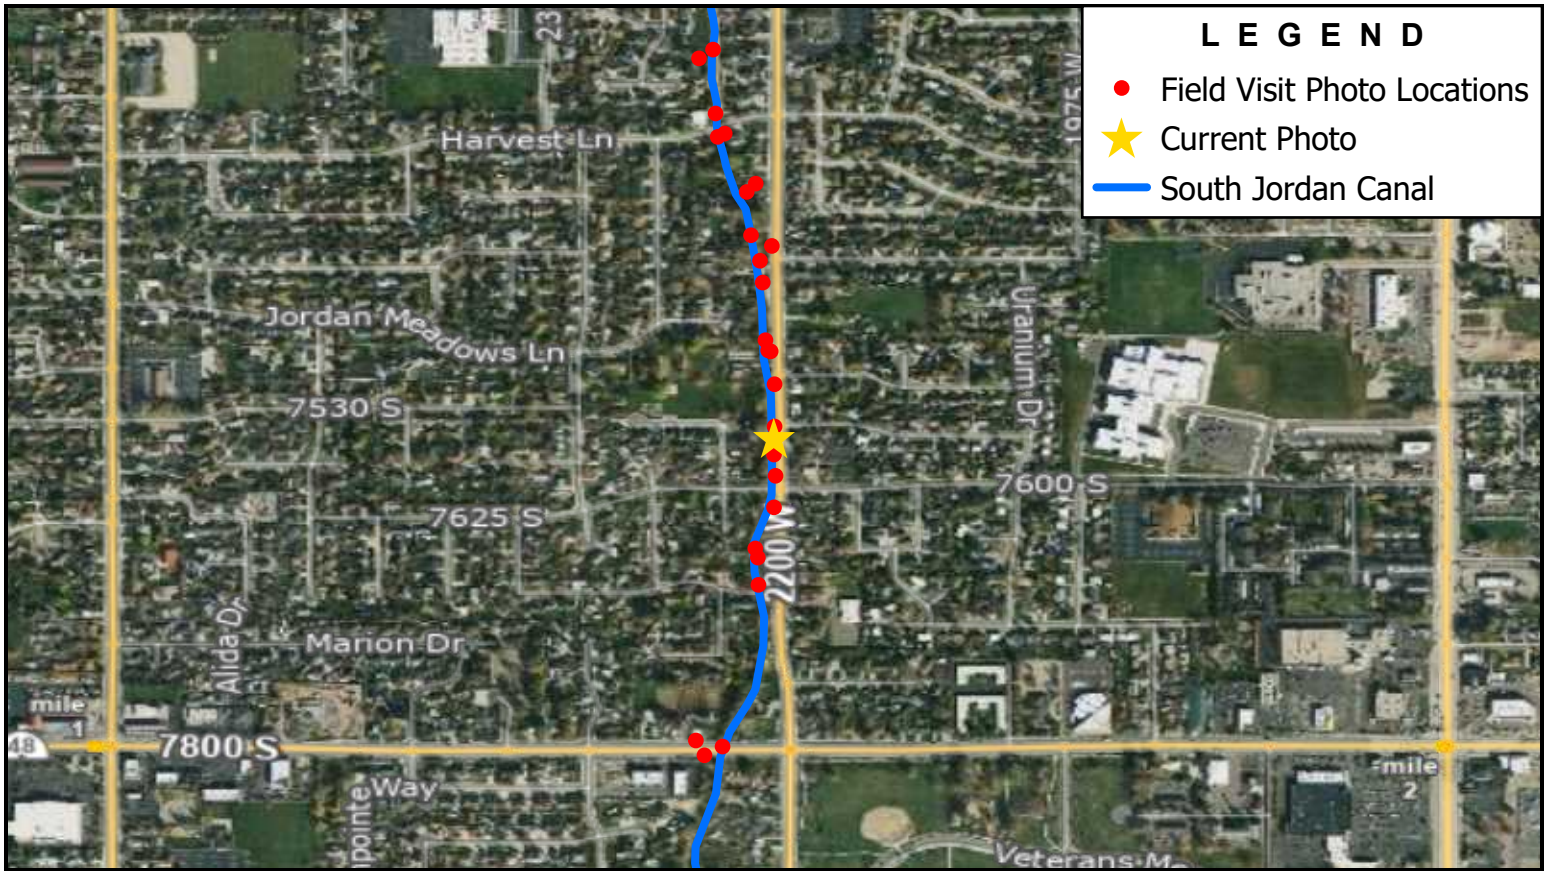 L E G E N D
Field Visit Photo Locations
Current Photo
South Jordan Canal
23
1975 W
Harvest Ln
Jordan Meadows Ln
Uranium Dr
7530 S
7600 S
7625 S
2200 W
Alida Dr
Marion Dr
mile
1
48
7800 S
mile
2
Way
pointe
Veterans M